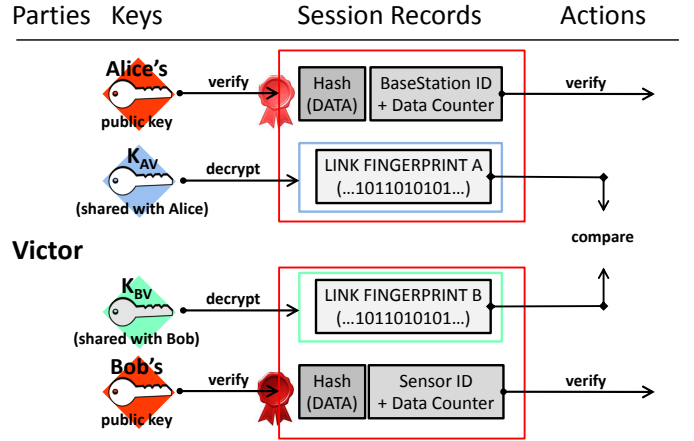 Parties Keys Session Records Actions
Alice's
public key
verify
Hash
(DATA)
BaseStation ID
+ Data Counter
verify
KAV
(shared with Alice)
decrypt
LINK FINGERPRINT A
(...1011010101...)
compare
Victor
KBV
(shared with Bob)
decrypt
LINK FINGERPRINT B
(...1011010101...)
Bob's
public key
verify
Hash
(DATA)
Sensor ID
+ Data Counter
verify